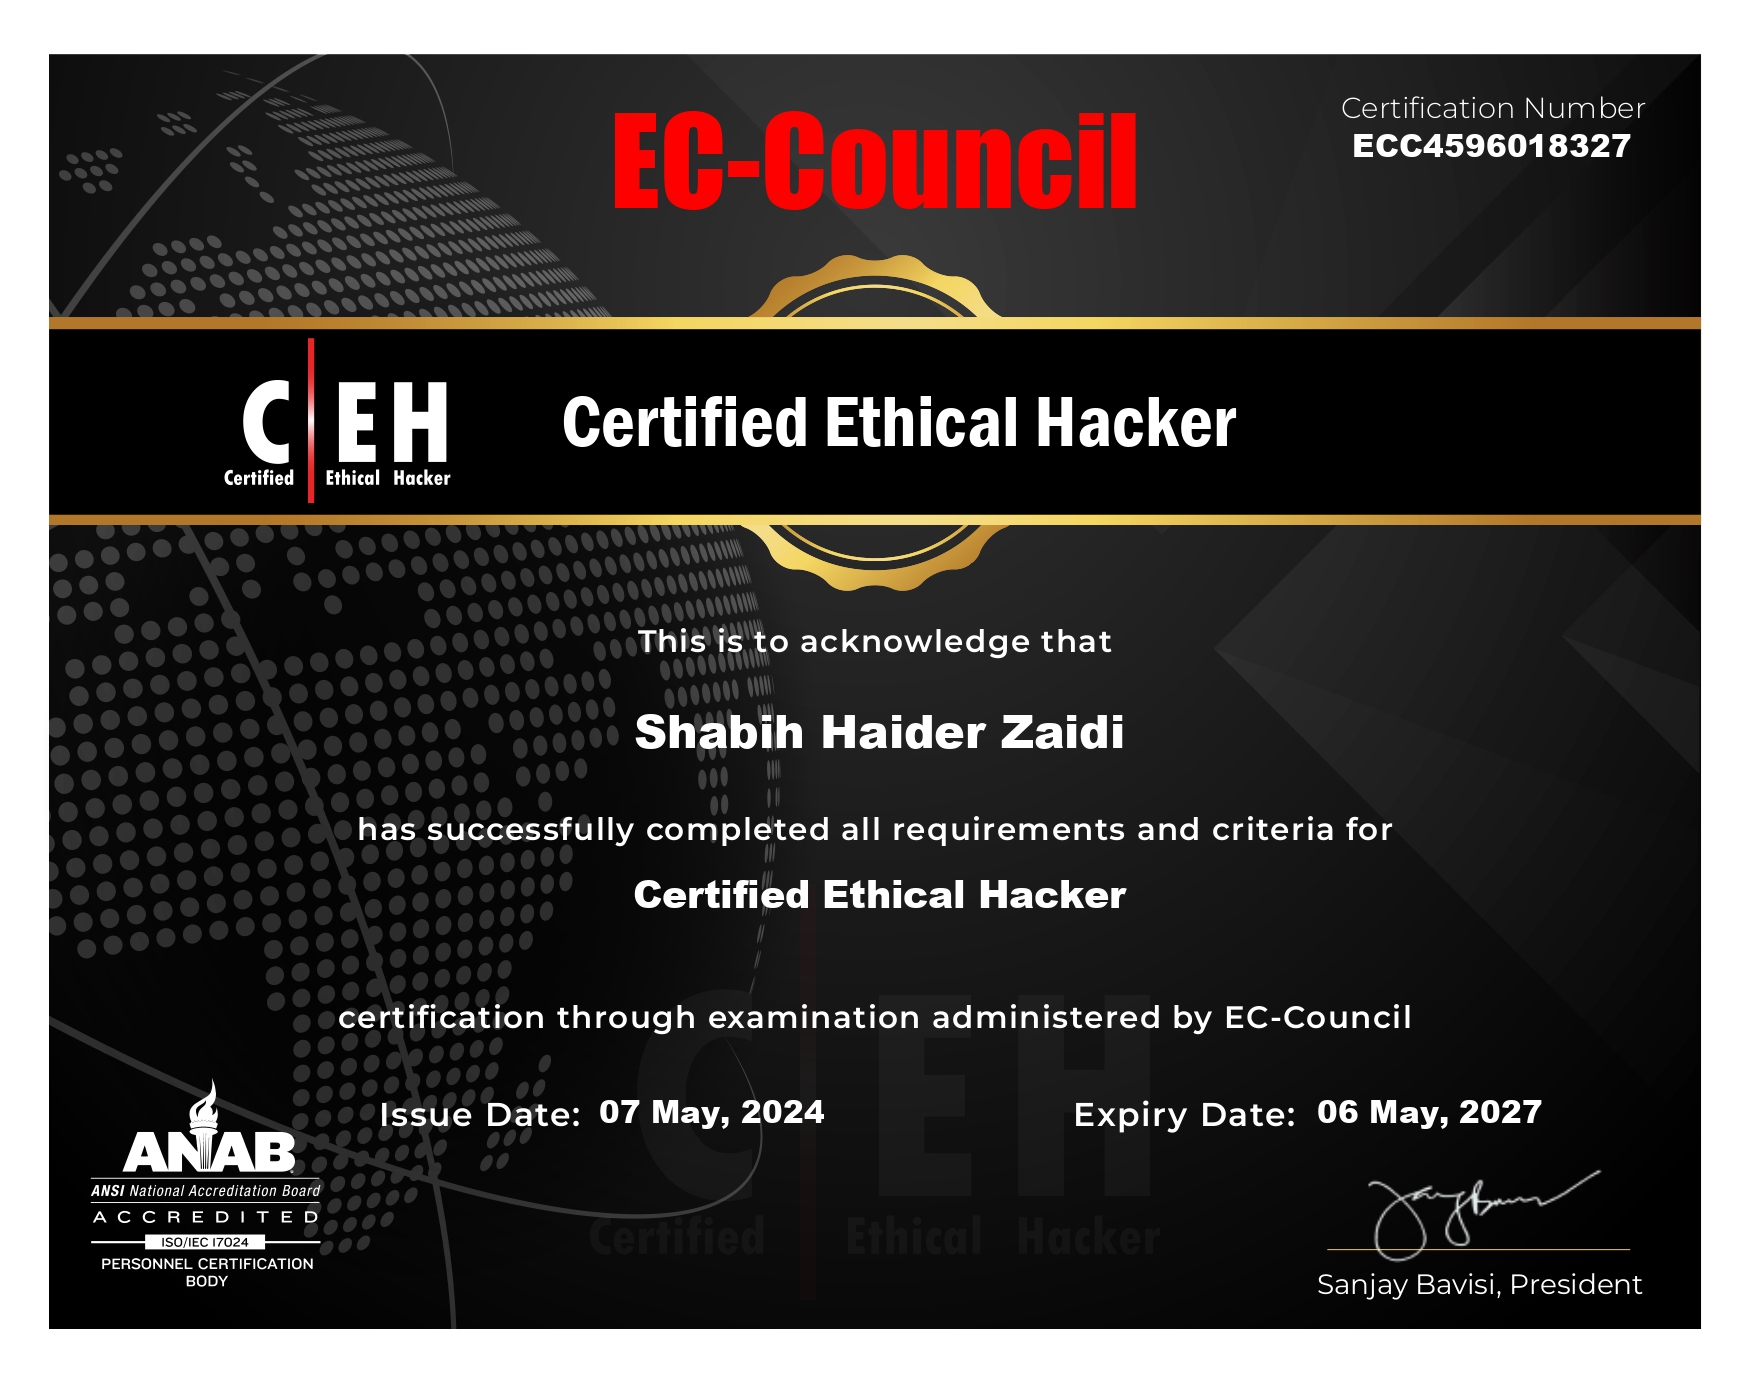 Certification Number
ECC4596018327
EC-Council
C EH
Certified Ethical Hacker
Certified Ethical Hacker
This is to acknowledge that
Shabih Haider Zaidi
has successfully completed all requirements and criteria for
Certified Ethical Hacker
certification through examination administered by EC-Council
Issue Date: 07 May, 2024
Expiry Date: 06 May, 2027
C EH
Certified Ethical Hacker
ANAB
ANSI National Accreditation Board
ACCREDITED
ISO/IEC 17024
PERSONNEL CERTIFICATION
BODY
Sanjay Bavisi, President